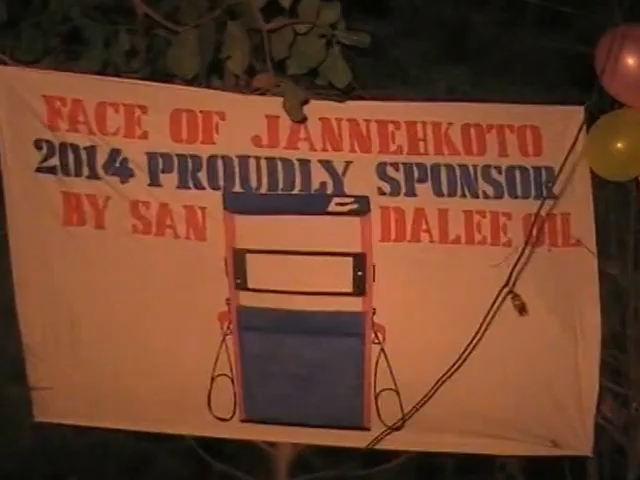 FACE OF JANNEHKOTO
2014 PROUDLY SPONSOR
BY SAN DALEE OIL